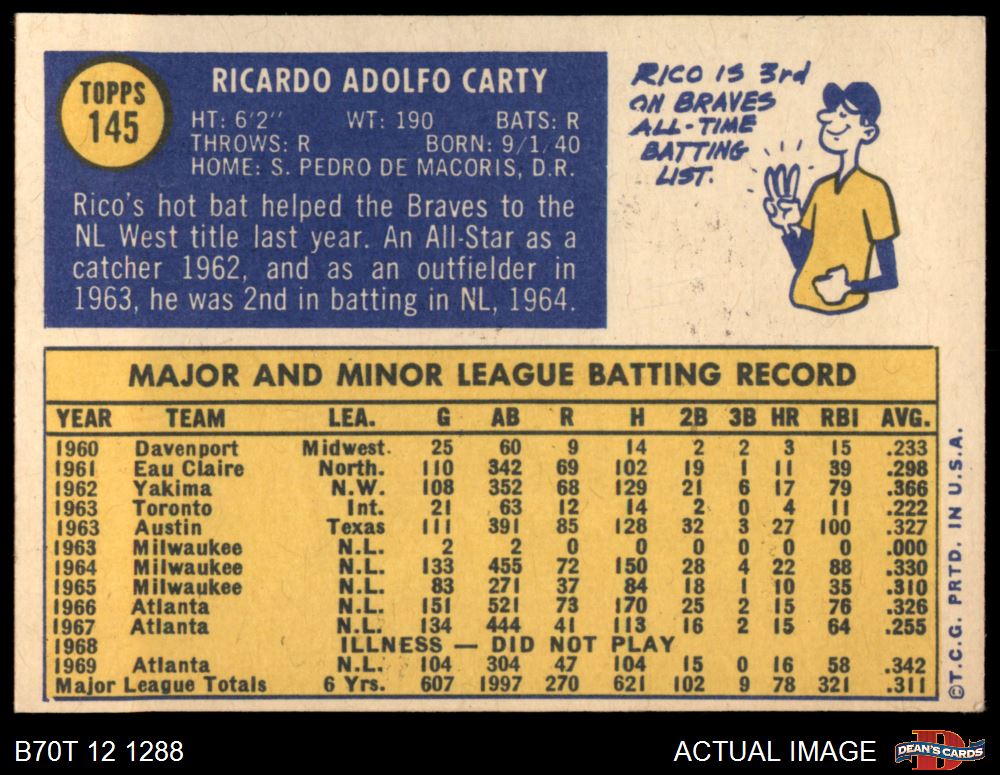 TOPPS
145
RICARDO ADOLFO CARTY
HT: 6'2" WT: 190 BATS: R
THROWS: R BORN: 9/1/40
HOME: S. PEDRO DE MACORIS, D.R.
Rico's hot bat helped the Braves to the
NL West title last year. An All-Star as a
catcher 1962, and as an outfielder in
1963, he was 2nd in batting in NL, 1964.
RICO IS 3rd
ON BRAVES
ALL-TIME
BATTING
LIST.
MAJOR AND MINOR LEAGUE BATTING RECORD
YEAR TEAM LEA. G AB R H 2B 3B HR RBI AVG.
1960 Davenport Midwest. 25 60 9 14 2 2 3 15 .233
1961 Eau Claire North. 110 342 69 102 19 1 11 39 .298
1962 Yakima N.W. 108 352 68 129 21 6 17 79 .366
1963 Toronto Int. 21 63 12 14 2 0 4 11 .222
1963 Austin Texas 111 391 85 128 32 3 27 100 .327
1963 Milwaukee N.L. 2 2 0 0 0 0 0 0 .000
1964 Milwaukee N.L. 133 455 72 150 28 4 22 88 .330
1965 Milwaukee N.L. 83 271 37 84 18 1 10 35 .310
1966 Atlanta N.L. 151 521 73 170 25 2 15 76 .326
1967 Atlanta N.L. 134 444 41 113 16 2 15 64 .255
1968 ILLNESS — DID NOT PLAY
1969 Atlanta N.L. 104 304 47 104 15 0 16 58 .342
Major League Totals 6 Yrs. 607 1997 270 621 102 9 78 321 .311
©T.C.G. PRTD. IN U.S.A.
B70T 12 1288
ACTUAL IMAGE
DEAN'S CARDS